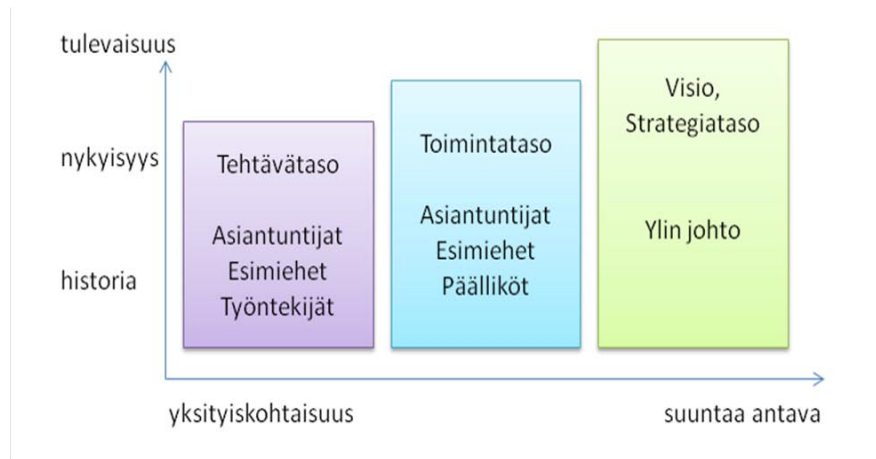 tulevaisuus
nykyisyys
historia
Tehtävätaso
Asiantuntijat
Esimiehet
Työntekijät
Toimintataso
Asiantuntijat
Esimiehet
Päälliköt
Visio,
Strategiataso
Ylin johto
yksityiskohtaisuus
suuntaa antava